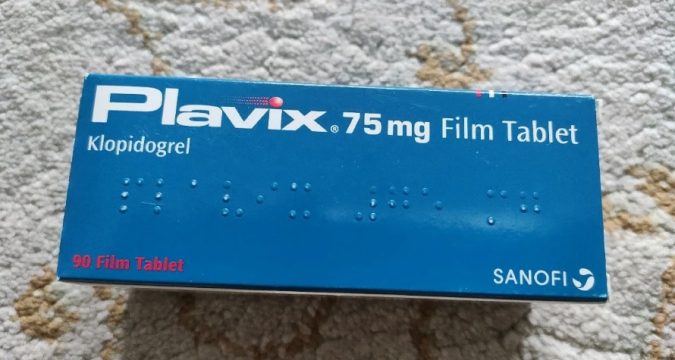 Plavix® 75 mg Film Tablet
Klopidogrel
90 Film Tablet
SANOFI